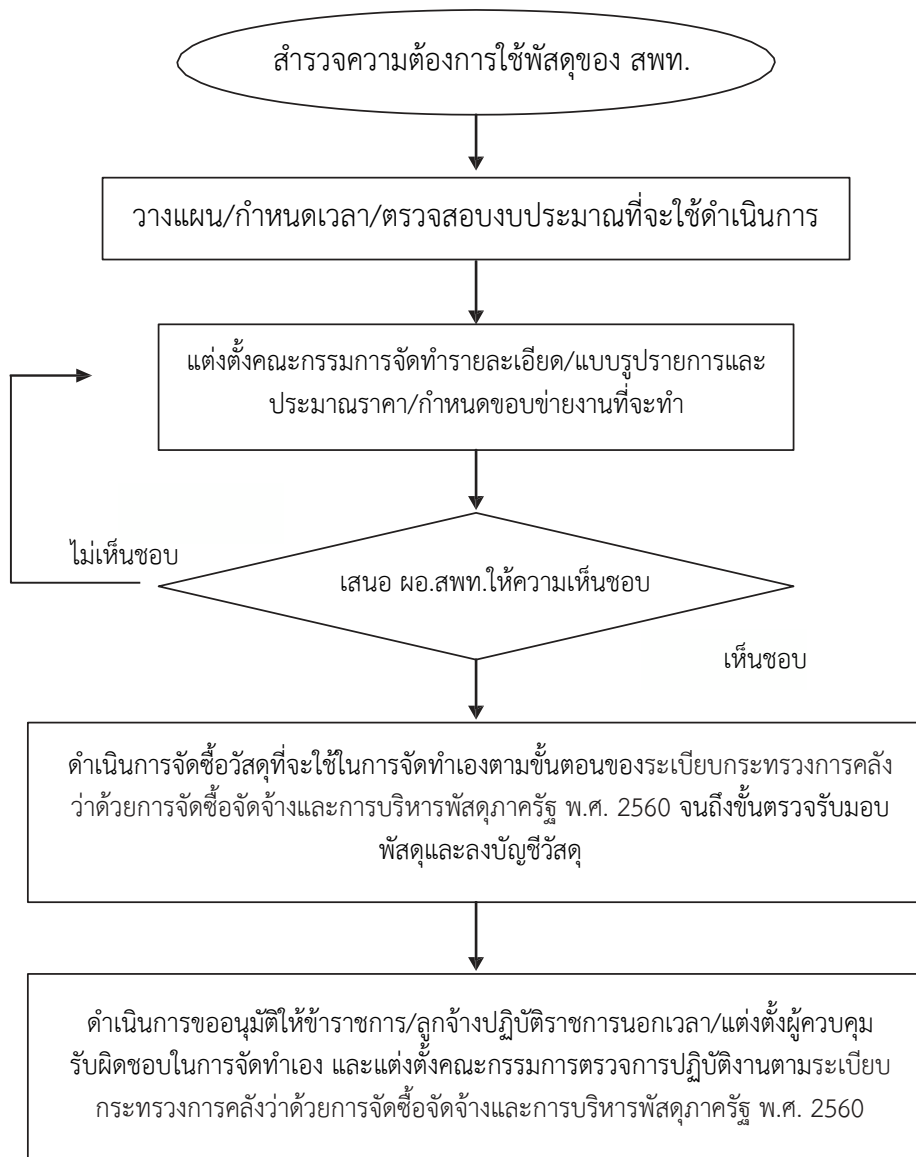 สำรวจความต้องการใช้พัสดุของ สพท.
วางแผน/กำหนดเวลา/ตรวจสอบงบประมาณที่จะใช้ดำเนินการ
แต่งตั้งคณะกรรมการจัดทำรายละเอียด/แบบรูปรายการและ
ประมาณราคา/กำหนดขอบข่ายงานที่จะทำ
ไม่เห็นชอบ
เสนอ ผอ.สพท.ให้ความเห็นชอบ
เห็นชอบ
ดำเนินการจัดซื้อวัสดุที่จะใช้ในการจัดทำเองตามขั้นตอนของระเบียบกระทรวงการคลัง
ว่าด้วยการจัดซื้อจัดจ้างและการบริหารพัสดุภาครัฐ พ.ศ. 2560 จนถึงขั้นตรวจรับมอบ
พัสดุและลงบัญชีวัสดุ
ดำเนินการขออนุมัติให้ข้าราชการ/ลูกจ้างปฏิบัติราชการนอกเวลา/แต่งตั้งผู้ควบคุม
รับผิดชอบในการจัดทำเอง และแต่งตั้งคณะกรรมการตรวจการปฏิบัติงานตามระเบียบ
กระทรวงการคลังว่าด้วยการจัดซื้อจัดจ้างและการบริหารพัสดุภาครัฐ พ.ศ. 2560